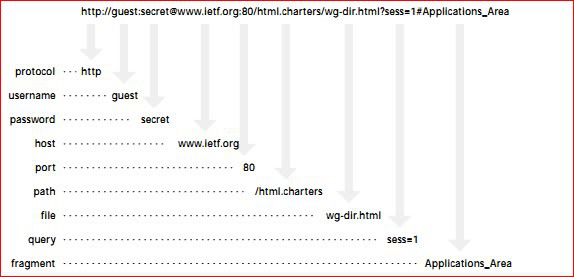 http://guest:secret@www.ietf.org:80/html.charters/wg-dir.html?sess=1#Applications_Area
protocol http
username guest
password secret
host www.ietf.org
port 80
path /html.charters
file wg-dir.html
query sess=1
fragment Applications_Area